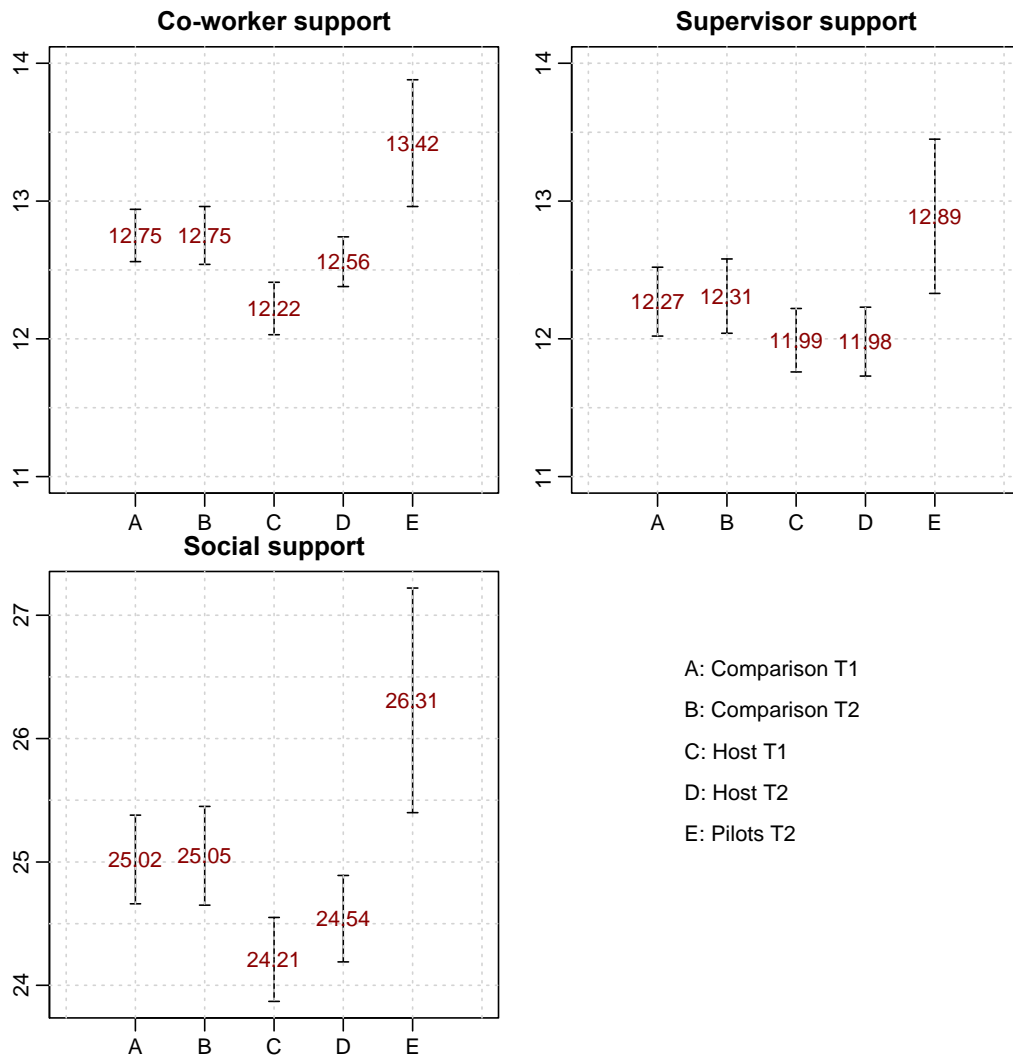 Co-worker support
14
13
12
11
12.75
12.75
12.22
12.56
13.42
A B C D E
Supervisor support
14
13
12
11
12.27
12.31
11.99
11.98
12.89
A B C D E
Social support
27
26
25
24
25.02
25.05
24.21
24.54
26.31
A B C D E
A: Comparison T1
B: Comparison T2
C: Host T1
D: Host T2
E: Pilots T2